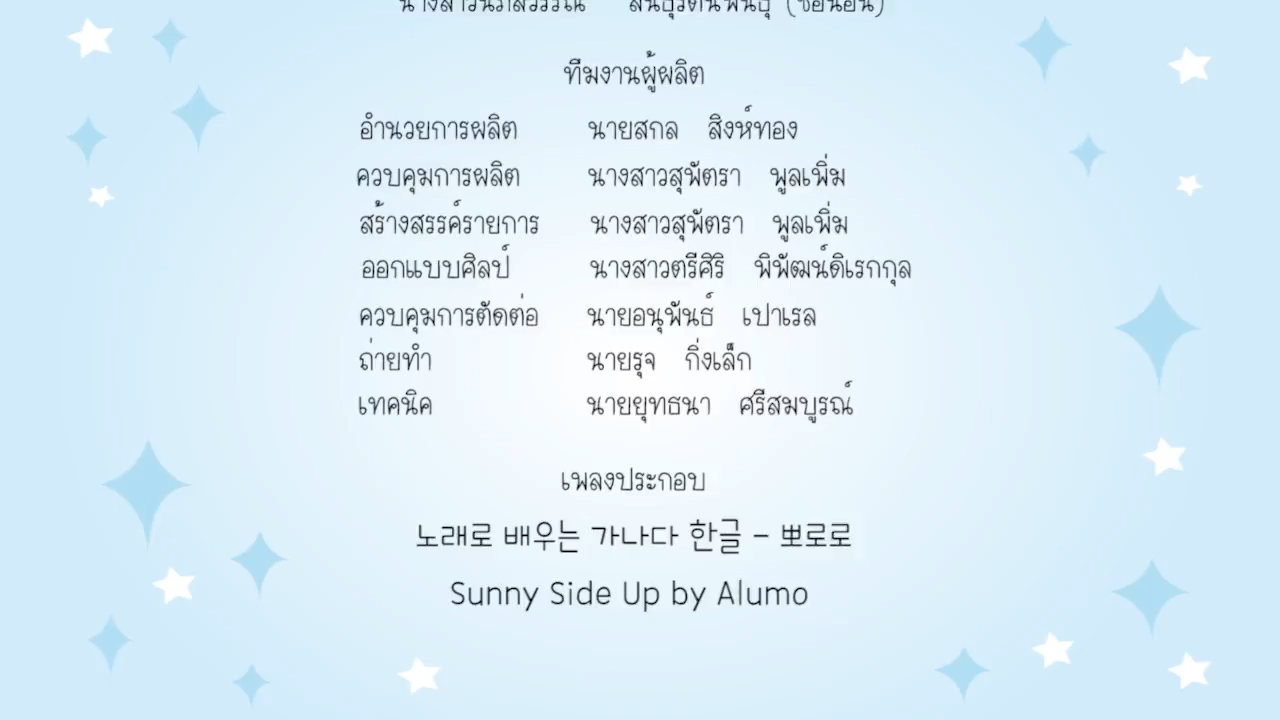 (ซอนอึน)
ทีมงานผู้ผลิต
อำนวยการผลิต นายสกล สิงห์ทอง
ควบคุมการผลิต นางสาวสุพัตรา พูลเพิ่ม
สร้างสรรค์รายการ นางสาวสุพัตรา พูลเพิ่ม
ออกแบบศิลป์ นางสาวตรีศิริ พิพัฒน์ดิเรกกุล
ควบคุมการตัดต่อ นายอนุพันธ์ เปาเรล
ถ่ายทำ นายรุจ กิ่งเล็ก
เทคนิค นายยุทธนา ศรีสมบูรณ์
เพลงประกอบ
노래로 배우는 가나다 한글 - 뽀로로
Sunny Side Up by Alumo